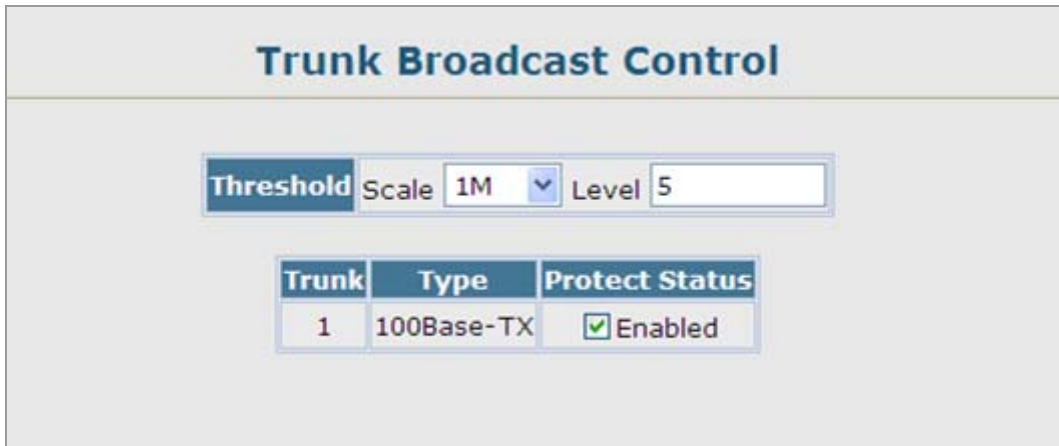 Trunk Broadcast Control
Threshold Scale 1M Level 5
Trunk Type Protect Status
1 100Base-TX Enabled